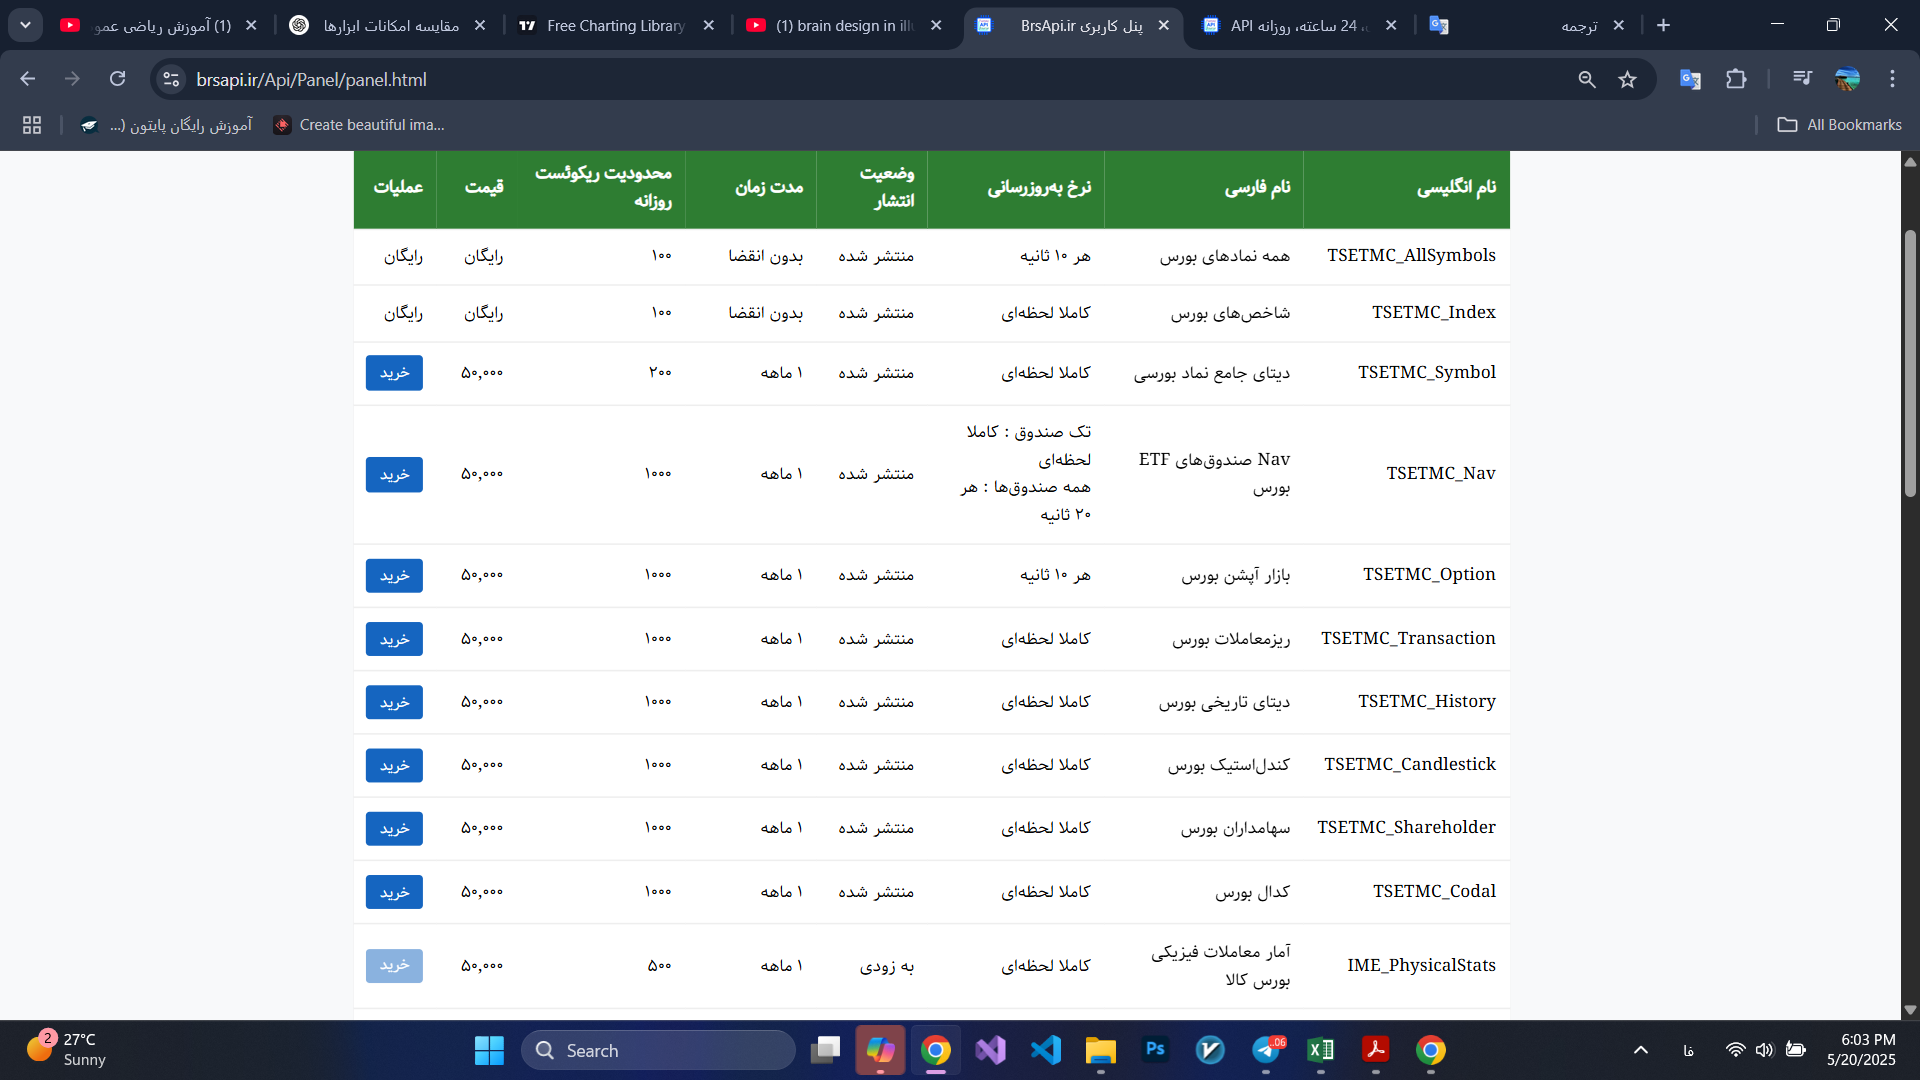 (1) آموزش ریاضی عمو
مقایسه امکانات ابزارها
Free Charting Library
(1) brain design in ill
پنل کاربری BrsApi.ir
API ‎،‏ 24 ساعته، روزانه
ترجمه
brsapi.ir/Api/Panel/panel.html
آموزش رایگان پایتون (...
Create beautiful ima...
All Bookmarks
نام انگلیسی	نام فارسی	نرخ به‌روزرسانی	وضعیت انتشار	مدت زمان	محدودیت ریکوئست روزانه	قیمت	عملیات
TSETMC_AllSymbols	همه نمادهای بورس	هر ۱۰ ثانیه	منتشر شده	بدون انقضا	۱۰۰	رایگان	رایگان
TSETMC_Index	شاخص‌های بورس	کاملا لحظه‌ای	منتشر شده	بدون انقضا	۱۰۰	رایگان	رایگان
TSETMC_Symbol	دیتای جامع نماد بورسی	کاملا لحظه‌ای	منتشر شده	۱ ماهه	۲۰۰	۵۰,۰۰۰	خرید
TSETMC_Nav	Nav صندوق‌های ETF بورس	تک صندوق : کاملا لحظه‌ای همه صندوق‌ها : هر ۲۰ ثانیه	منتشر شده	۱ ماهه	۱۰۰۰	۵۰,۰۰۰	خرید
TSETMC_Option	بازار آپشن بورس	هر ۱۰ ثانیه	منتشر شده	۱ ماهه	۱۰۰۰	۵۰,۰۰۰	خرید
TSETMC_Transaction	ریزمعاملات بورس	کاملا لحظه‌ای	منتشر شده	۱ ماهه	۱۰۰۰	۵۰,۰۰۰	خرید
TSETMC_History	دیتای تاریخی بورس	کاملا لحظه‌ای	منتشر شده	۱ ماهه	۱۰۰۰	۵۰,۰۰۰	خرید
TSETMC_Candlestick	کندل‌استیک بورس	کاملا لحظه‌ای	منتشر شده	۱ ماهه	۱۰۰۰	۵۰,۰۰۰	خرید
TSETMC_Shareholder	سهامداران بورس	کاملا لحظه‌ای	منتشر شده	۱ ماهه	۱۰۰۰	۵۰,۰۰۰	خرید
TSETMC_Codal	کدال بورس	کاملا لحظه‌ای	منتشر شده	۱ ماهه	۱۰۰۰	۵۰,۰۰۰	خرید
IME_PhysicalStats	آمار معاملات فیزیکی بورس کالا	کاملا لحظه‌ای	به زودی	۱ ماهه	۵۰۰	۵۰,۰۰۰	خرید
2
27°C
Sunny
Search
Ps
..06
فا
6:03 PM
5/20/2025